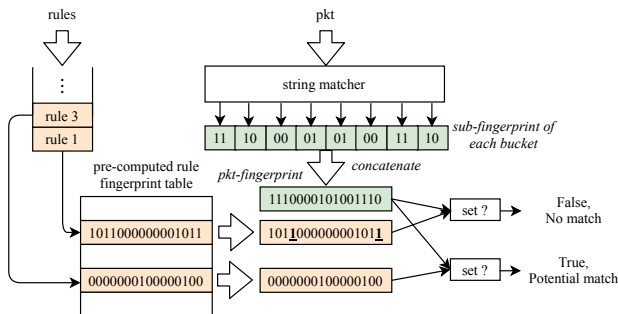 rules
pkt
⋮
string matcher
rule 3
rule 1
11 10 00 01 01 00 11 10
sub-fingerprint of
each bucket
pre-computed rule
fingerprint table
pkt-fingerprint
concatenate
1110000101001110
set ?
False,
No match
1011000000001011
1011000000001011
0000000100000100
0000000100000100
set ?
True,
Potential match